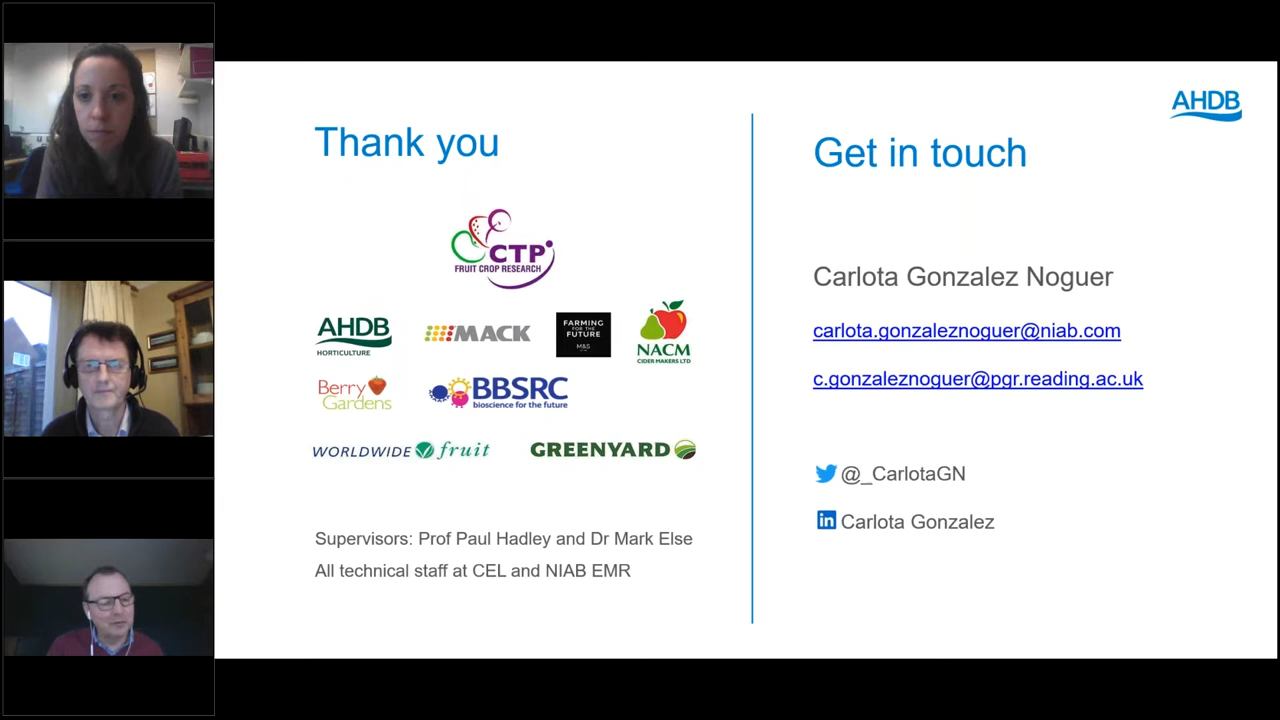 AHDB
Thank you
CTP
FRUIT CROP RESEARCH
AHDB
HORTICULTURE
MACK
FARMING
FOR THE
FUTURE
M&S
NACM
CIDER MAKERS LTD
Berry
Gardens
BBSRC
bioscience for the future
WORLDWIDE fruit
GREENYARD
Supervisors: Prof Paul Hadley and Dr Mark Else
All technical staff at CEL and NIAB EMR
Get in touch
Carlota Gonzalez Noguer
carlota.gonzaleznoguer@niab.com
c.gonzaleznoguer@pgr.reading.ac.uk
@_CarlotaGN
in Carlota Gonzalez